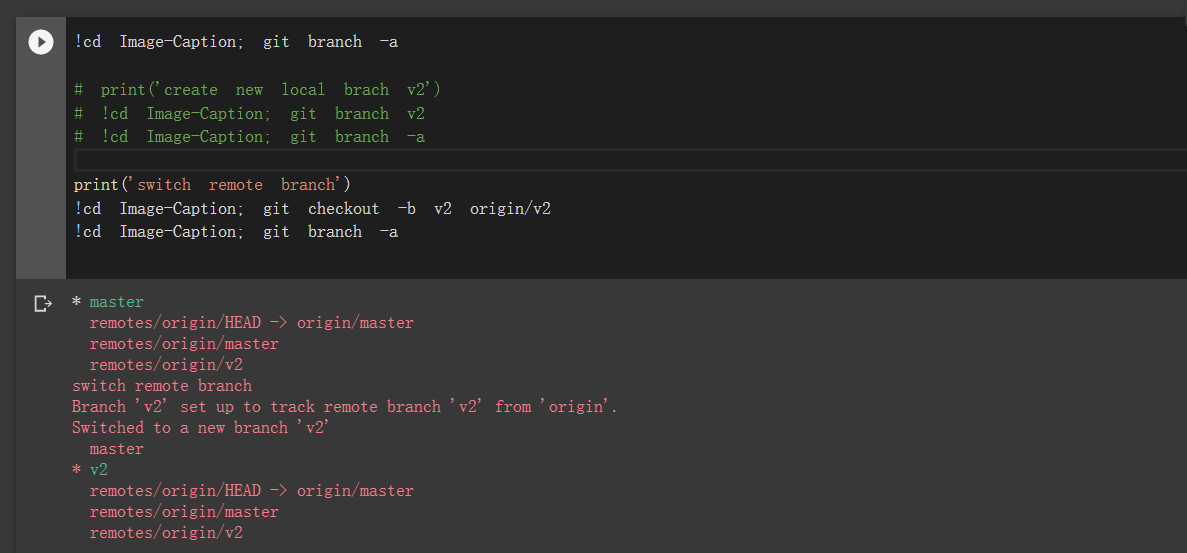 !cd Image-Caption; git branch -a
# print('create new local brach v2')
# !cd Image-Caption; git branch v2
# !cd Image-Caption; git branch -a
print('switch remote branch')
!cd Image-Caption; git checkout -b v2 origin/v2
!cd Image-Caption; git branch -a
* master
remotes/origin/HEAD -> origin/master
remotes/origin/master
remotes/origin/v2
switch remote branch
Branch 'v2' set up to track remote branch 'v2' from 'origin'.
Switched to a new branch 'v2'
master
* v2
remotes/origin/HEAD -> origin/master
remotes/origin/master
remotes/origin/v2